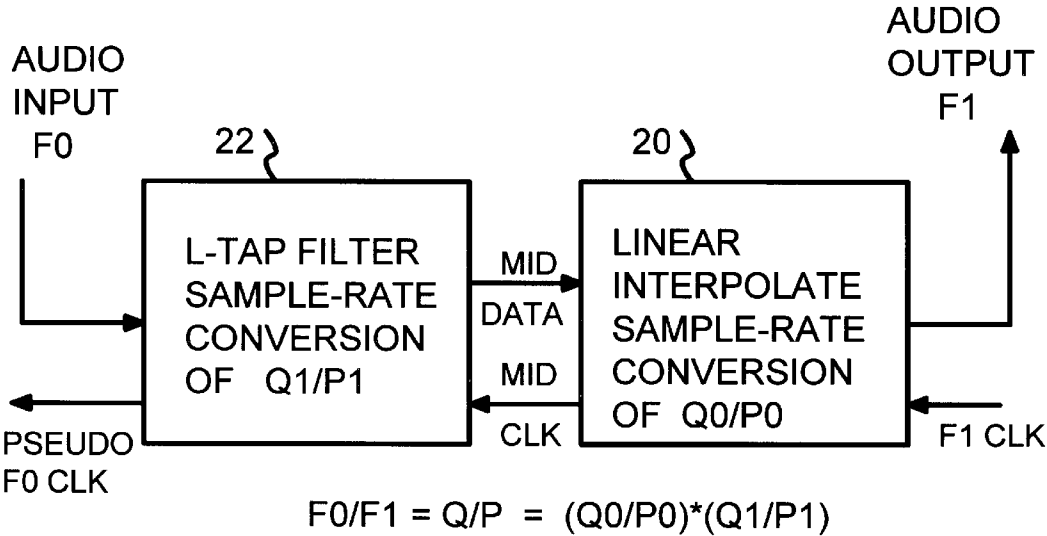 AUDIO
INPUT
F0
AUDIO
OUTPUT
F1
22
20
L-TAP FILTER
SAMPLE-RATE
CONVERSION
OF Q1/P1
MID
DATA
MID
CLK
LINEAR
INTERPOLATE
SAMPLE-RATE
CONVERSION
OF Q0/P0
PSEUDO
F0 CLK
F1 CLK
F0/F1 = Q/P = (Q0/P0)*(Q1/P1)